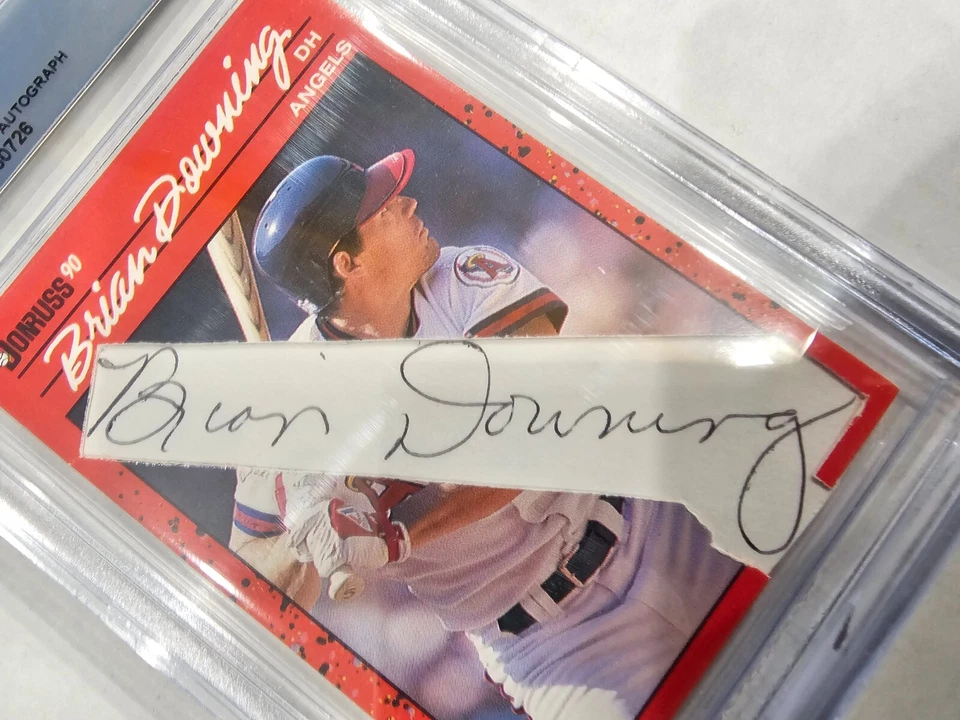 AUTOGRAPH
0726
DONRUSS 90
Brian Downing
DH
ANGELS
A
Brian Downing
A